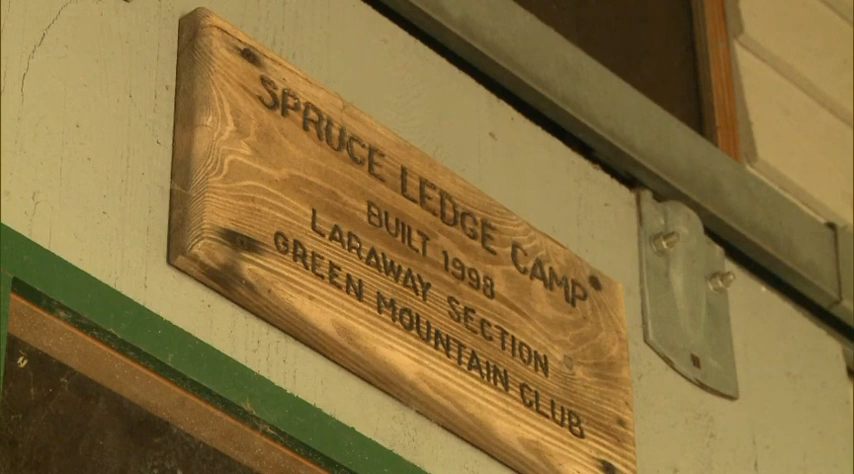 SPRUCE LEDGE CAMP
BUILT 1998
LARAWAY SECTION
GREEN MOUNTAIN CLUB